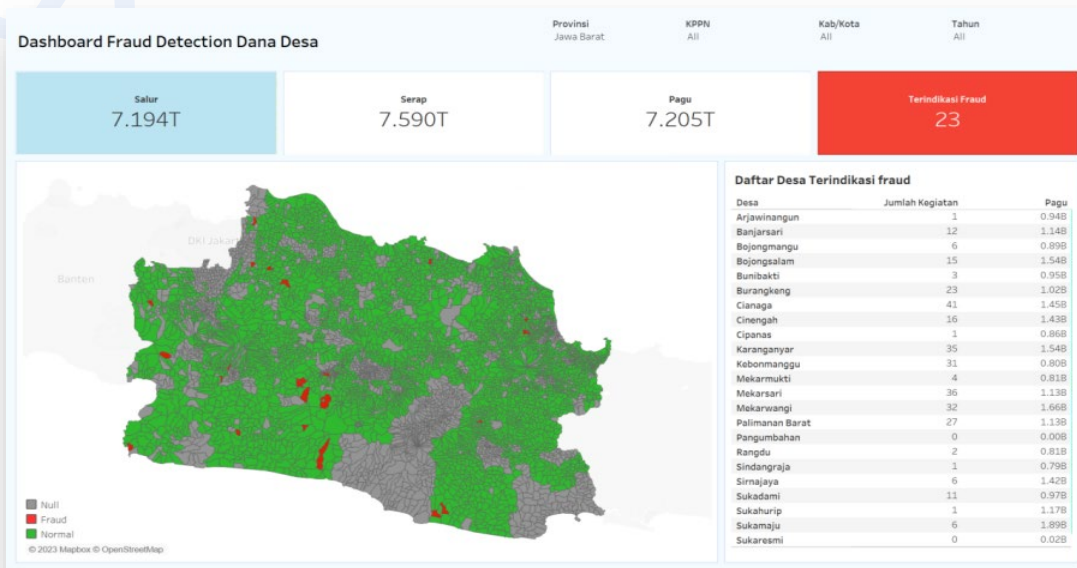 Dashboard Fraud Detection Dana Desa
Provinsi KPPN Kab/Kota Tahun
Jawa Barat All All All
Salur Serap Pagu Terindikasi Fraud
7.194T 7.590T 7.205T 23
Daftar Desa Terindikasi fraud
Desa Jumlah Kegiatan Pagu
Arjawinangun 1 0.94B
Banjarsari 12 1.14B
Bojongmangu 6 0.89B
Bojongsalam 15 1.54B
Bunibakti 3 0.95B
Burangkeng 23 1.02B
Cianaga 41 1.45B
Cinengah 16 1.43B
Cipanas 1 0.86B
Karanganyar 35 1.54B
Kebonmanggu 31 0.80B
Mekarmukti 4 0.81B
Mekarsari 36 1.13B
Mekarwangi 32 1.66B
Palimanan Barat 27 1.13B
Pangumbahan 0 0.00B
Rangdu 2 0.81B
Sindangraja 1 0.79B
Sirnajaya 6 1.42B
Sukadami 11 0.97B
Sukahurip 1 1.17B
Sukamaju 6 1.89B
Sukaresmi 0 0.02B
DKI Jakar
Banten
Null
Fraud
Normal
© 2023 Mapbox © OpenStreetMap